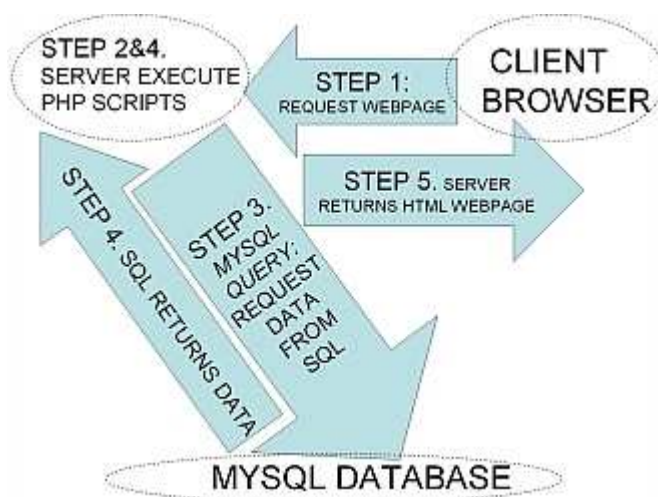 STEP 2&4.
SERVER EXECUTE
PHP SCRIPTS
STEP 1:
REQUEST WEBPAGE
CLIENT
BROWSER
STEP 5. SERVER
RETURNS HTML WEBPAGE
STEP 3.
MYSQL
QUERY:
REQUEST
DATA
FROM
SQL
STEP 4. SQL RETURNS DATA
MYSQL DATABASE